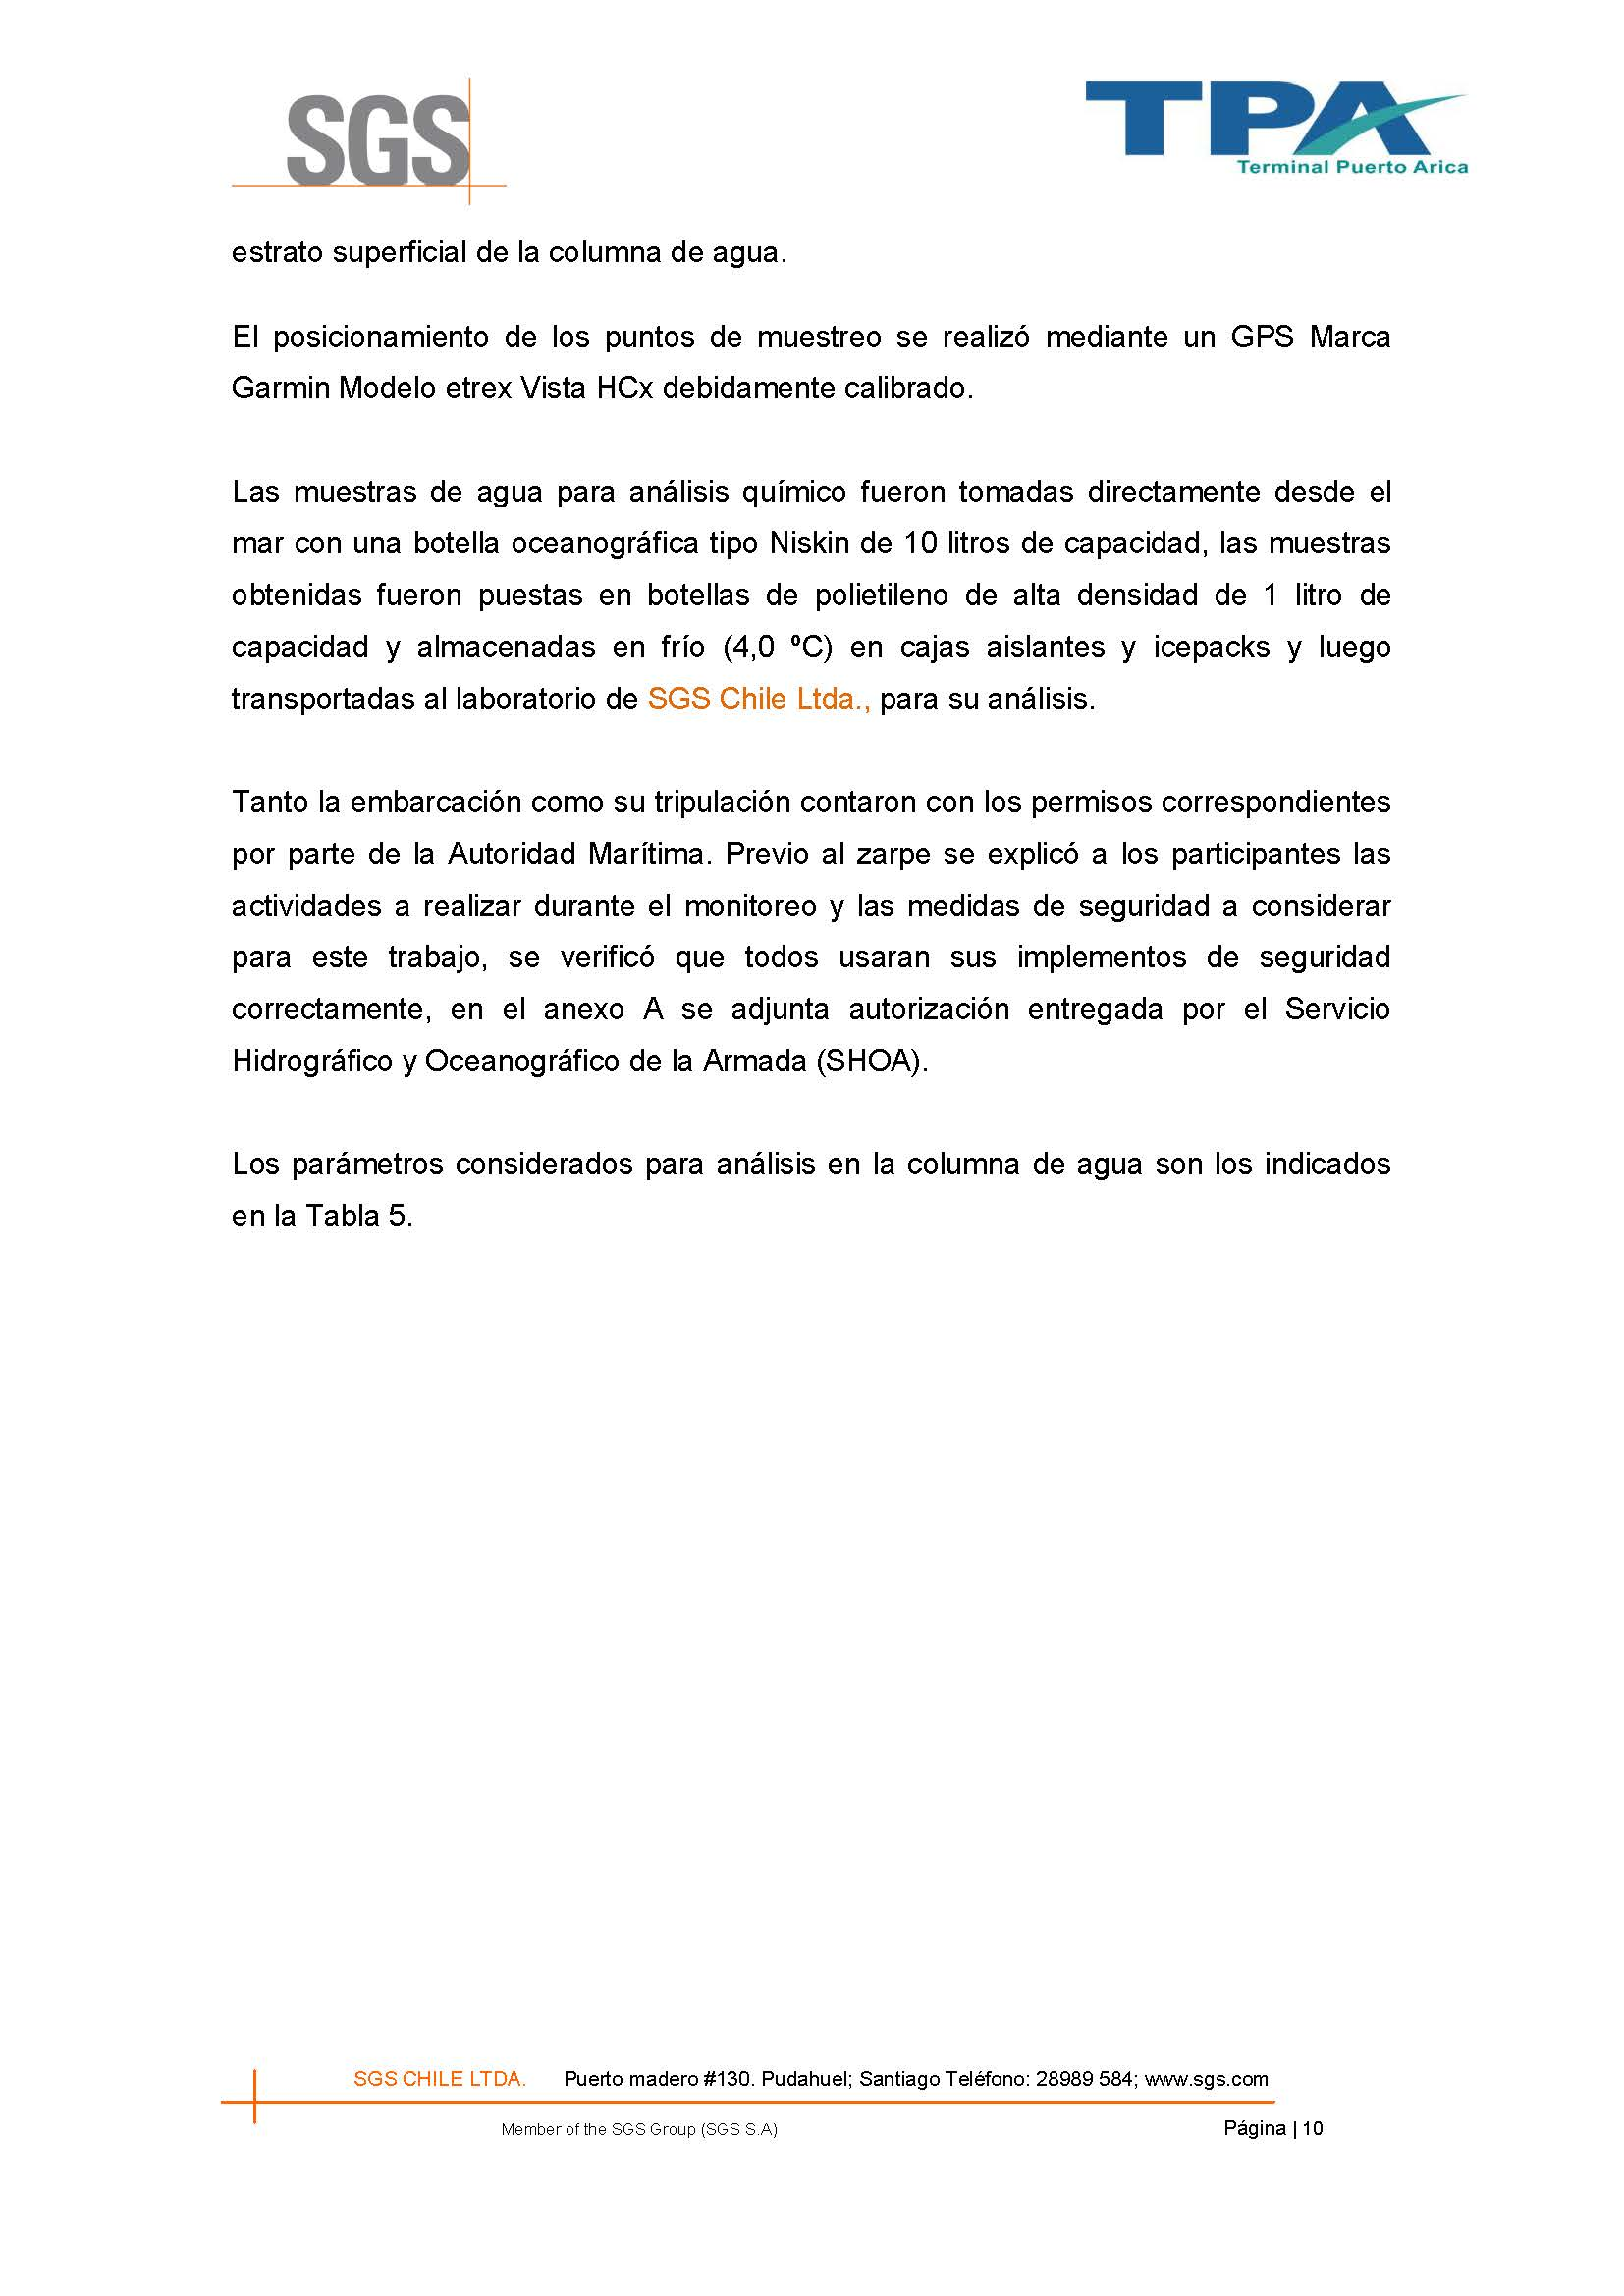 SGS
TPA
Terminal Puerto Arica
estrato superficial de la columna de agua.
El posicionamiento de los puntos de muestreo se realizó mediante un GPS Marca
Garmin Modelo etrex Vista HCx debidamente calibrado.
Las muestras de agua para análisis químico fueron tomadas directamente desde el
mar con una botella oceanográfica tipo Niskin de 10 litros de capacidad, las muestras
obtenidas fueron puestas en botellas de polietileno de alta densidad de 1 litro de
capacidad y almacenadas en frío (4,0 ºC) en cajas aislantes y icepacks y luego
transportadas al laboratorio de SGS Chile Ltda., para su análisis.
Tanto la embarcación como su tripulación contaron con los permisos correspondientes
por parte de la Autoridad Marítima. Previo al zarpe se explicó a los participantes las
actividades a realizar durante el monitoreo y las medidas de seguridad a considerar
para este trabajo, se verificó que todos usaran sus implementos de seguridad
correctamente, en el anexo A se adjunta autorización entregada por el Servicio
Hidrográfico y Oceanográfico de la Armada (SHOA).
Los parámetros considerados para análisis en la columna de agua son los indicados
en la Tabla 5.
SGS CHILE LTDA. Puerto madero #130. Pudahuel; Santiago Teléfono: 28989 584; www.sgs.com
Member of the SGS Group (SGS S.A) Página | 10